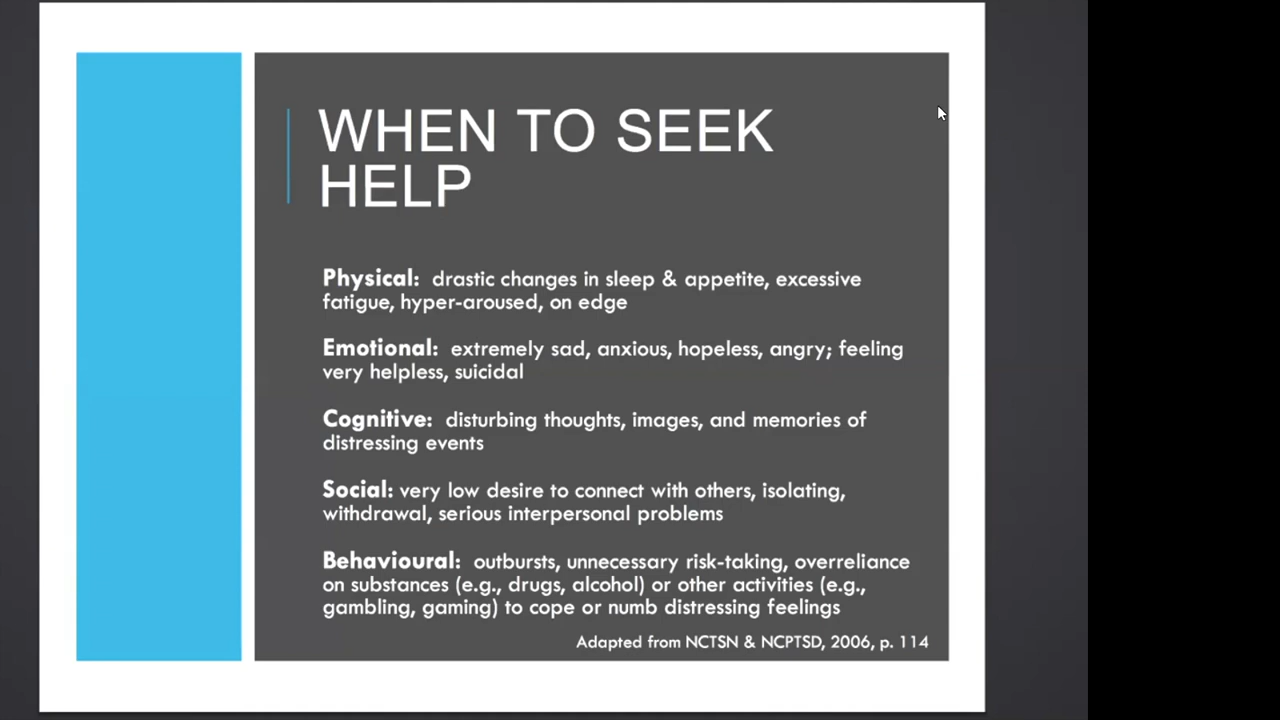 WHEN TO SEEK
HELP
Physical: drastic changes in sleep & appetite, excessive
fatigue, hyper-aroused, on edge
Emotional: extremely sad, anxious, hopeless, angry; feeling
very helpless, suicidal
Cognitive: disturbing thoughts, images, and memories of
distressing events
Social: very low desire to connect with others, isolating,
withdrawal, serious interpersonal problems
Behavioural: outbursts, unnecessary risk-taking, overreliance
on substances (e.g., drugs, alcohol) or other activities (e.g.,
gambling, gaming) to cope or numb distressing feelings
Adapted from NCTSN & NCPTSD, 2006, p. 114